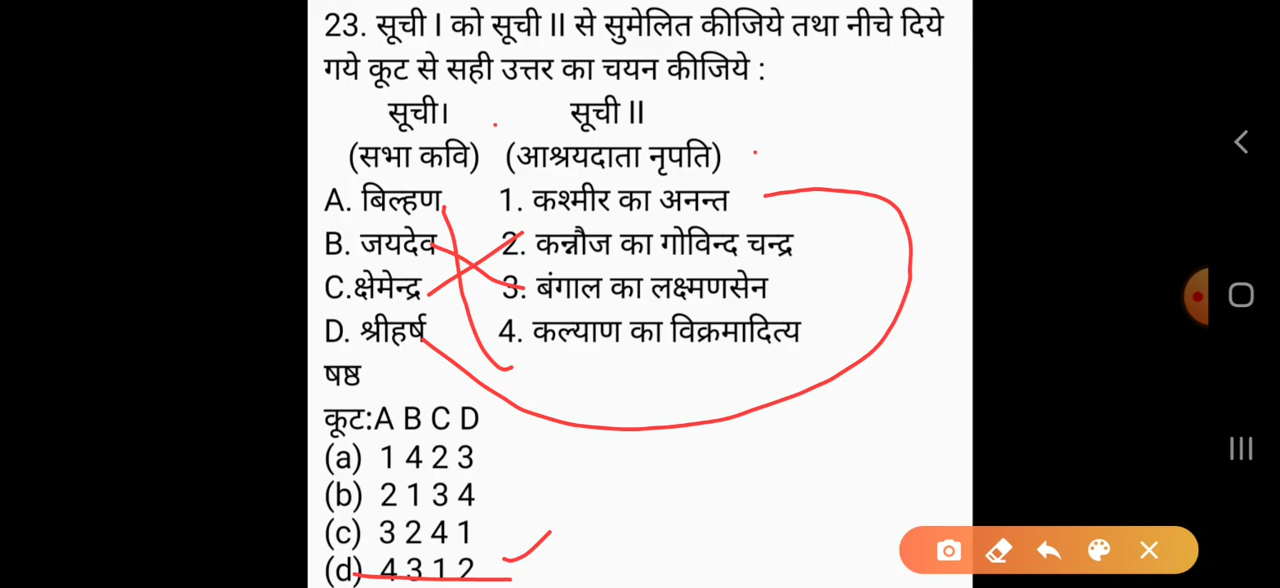 23. सूची I को सूची II से सुमेलित कीजिये तथा नीचे दिये
गये कूट से सही उत्तर का चयन कीजिये :
सूची। सूची II
(सभा कवि) (आश्रयदाता नृपति)
A. बिल्हण 1. कश्मीर का अनन्त
B. जयदेव 2. कन्नौज का गोविन्द चन्द्र
C.क्षेमेन्द्र 3. बंगाल का लक्ष्मणसेन
D. श्रीहर्ष 4. कल्याण का विक्रमादित्य
षष्ठ
कूट:A B C D
(a) 1 4 2 3
(b) 2 1 3 4
(c) 3 2 4 1
(d) 4 3 1 2